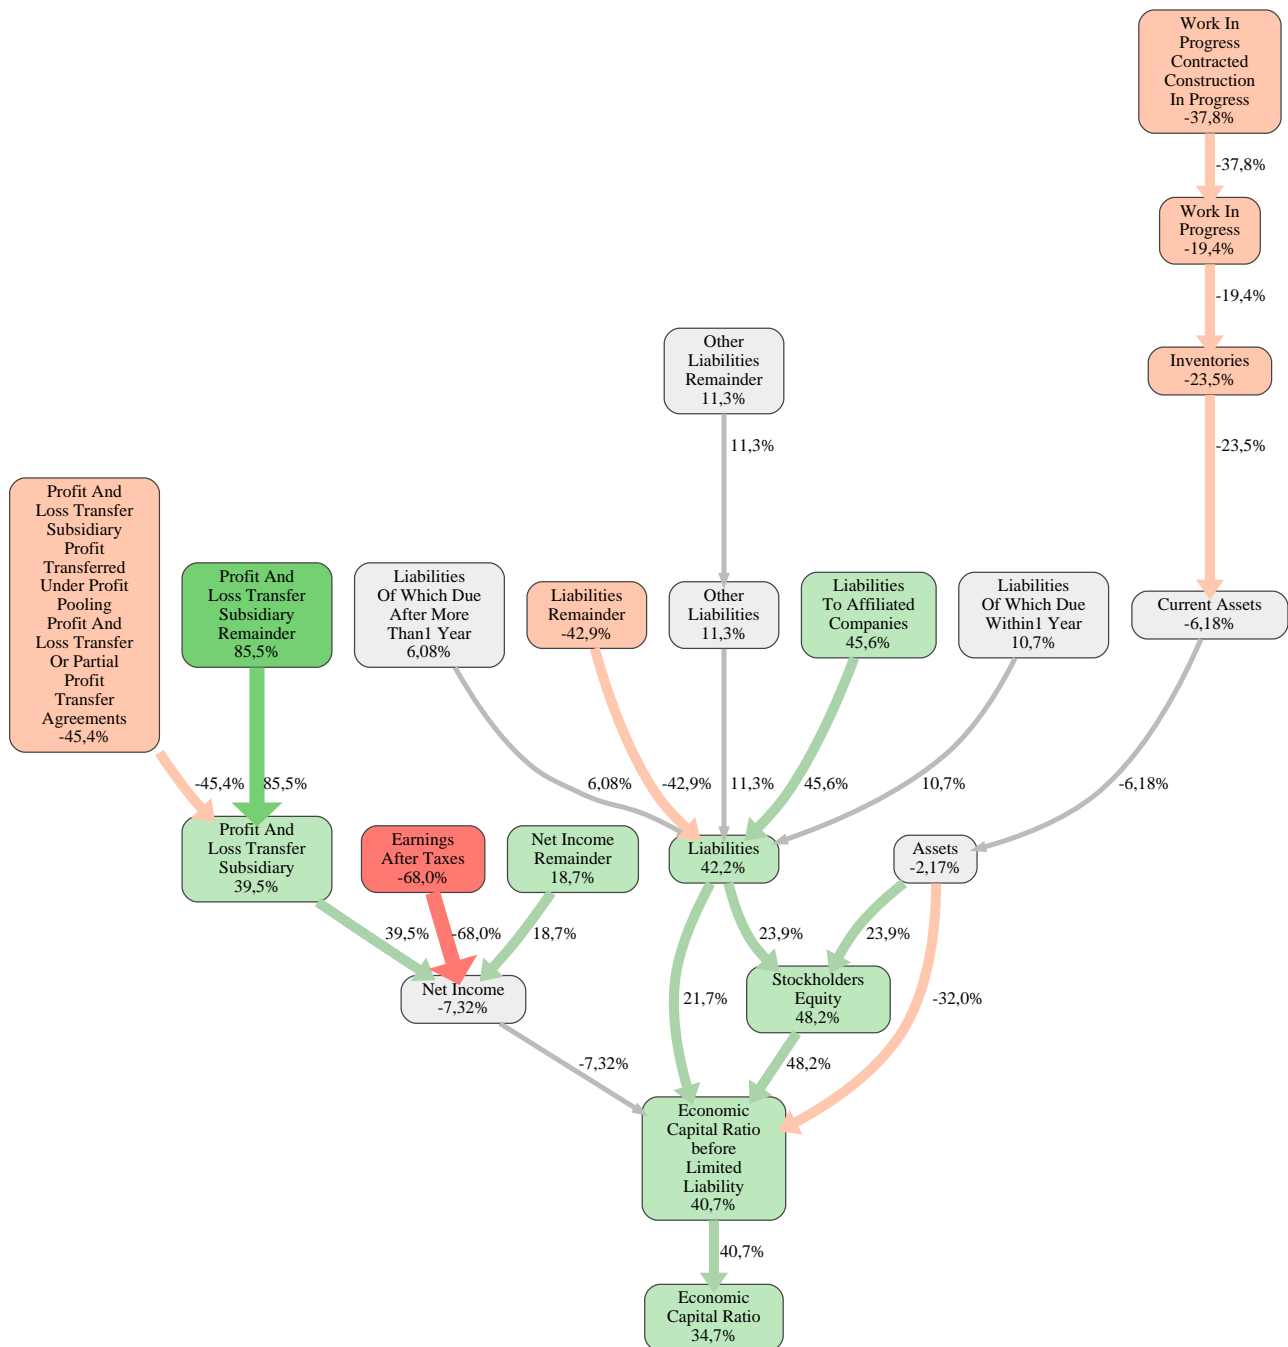 Work In
Progress
Contracted
Construction
In Progress
-37,8%
-37,8%
Work In
Progress
-19,4%
-19,4%
Other
Liabilities
Remainder
11,3%
Inventories
-23,5%
11,3%
-23,5%
Profit And
Loss Transfer
Subsidiary
Profit
Transferred
Under Profit
Pooling
Profit And
Loss Transfer
Or Partial
Profit
Transfer
Agreements
-45,4%
Profit And
Loss Transfer
Subsidiary
Remainder
85,5%
Liabilities
Of Which Due
After More
Than1 Year
6,08%
Liabilities
Remainder
-42,9%
Other
Liabilities
11,3%
Liabilities
To Affiliated
Companies
45,6%
Liabilities
Of Which Due
Within1 Year
10,7%
Current Assets
-6,18%
-45,4%
85,5%
6,08%
-42,9%
11,3%
45,6%
10,7%
-6,18%
Profit And
Loss Transfer
Subsidiary
39,5%
Earnings
After Taxes
-68,0%
Net Income
Remainder
18,7%
Liabilities
42,2%
Assets
-2,17%
39,5%
-68,0%
18,7%
23,9%
23,9%
Net Income
-7,32%
21,7%
Stockholders
Equity
48,2%
-32,0%
-7,32%
48,2%
Economic
Capital Ratio
before
Limited
Liability
40,7%
40,7%
Economic
Capital Ratio
34,7%